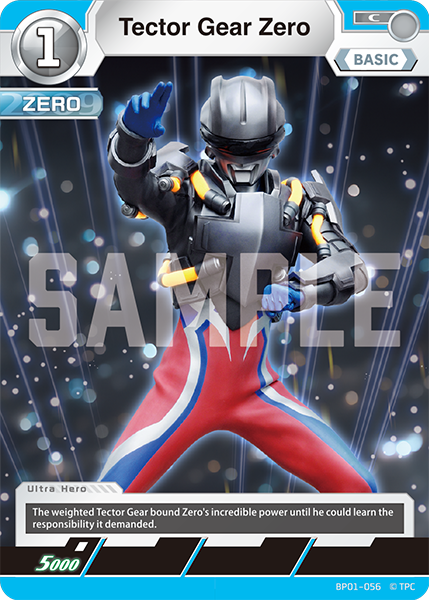 1
Tector Gear Zero
C
BASIC
ZERO
SAMPLE
Ultra Hero
The weighted Tector Gear bound Zero's incredible power until he could learn the
responsibility it demanded.
5000
BP01-056 © TPC